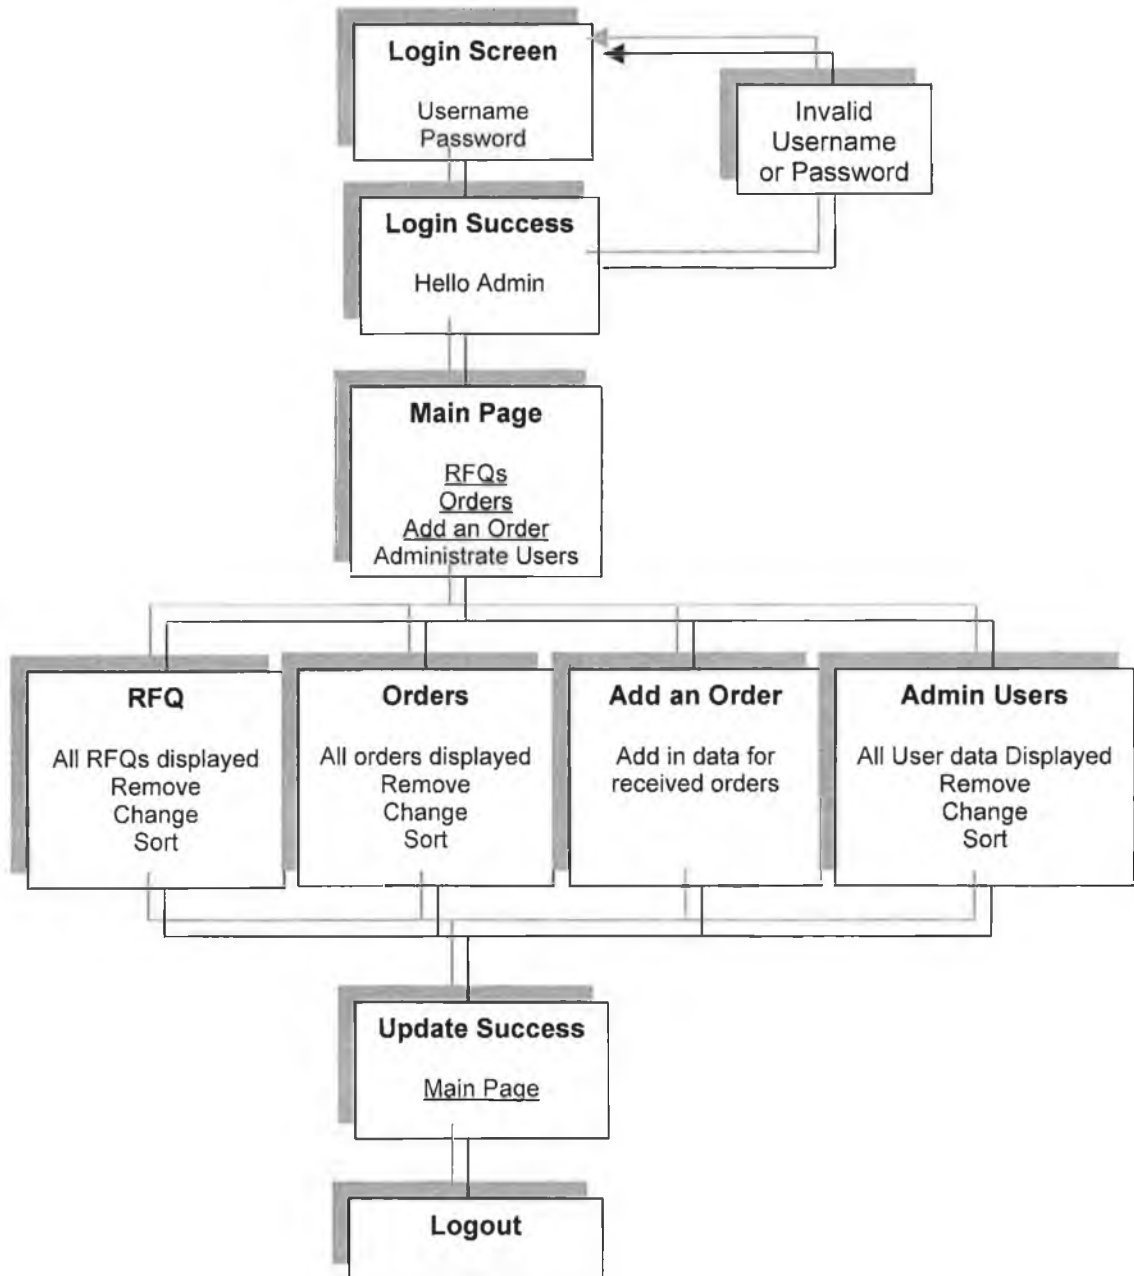 Login Screen
Username
Password
Invalid
Username
or Password
Login Success
Hello Admin
Main Page
RFQs
Orders
Add an Order
Administrate Users
RFQ
All RFQs displayed
Remove
Change
Sort
Orders
All orders displayed
Remove
Change
Sort
Add an Order
Add in data for
received orders
Admin Users
All User data Displayed
Remove
Change
Sort
Update Success
Main Page
Logout